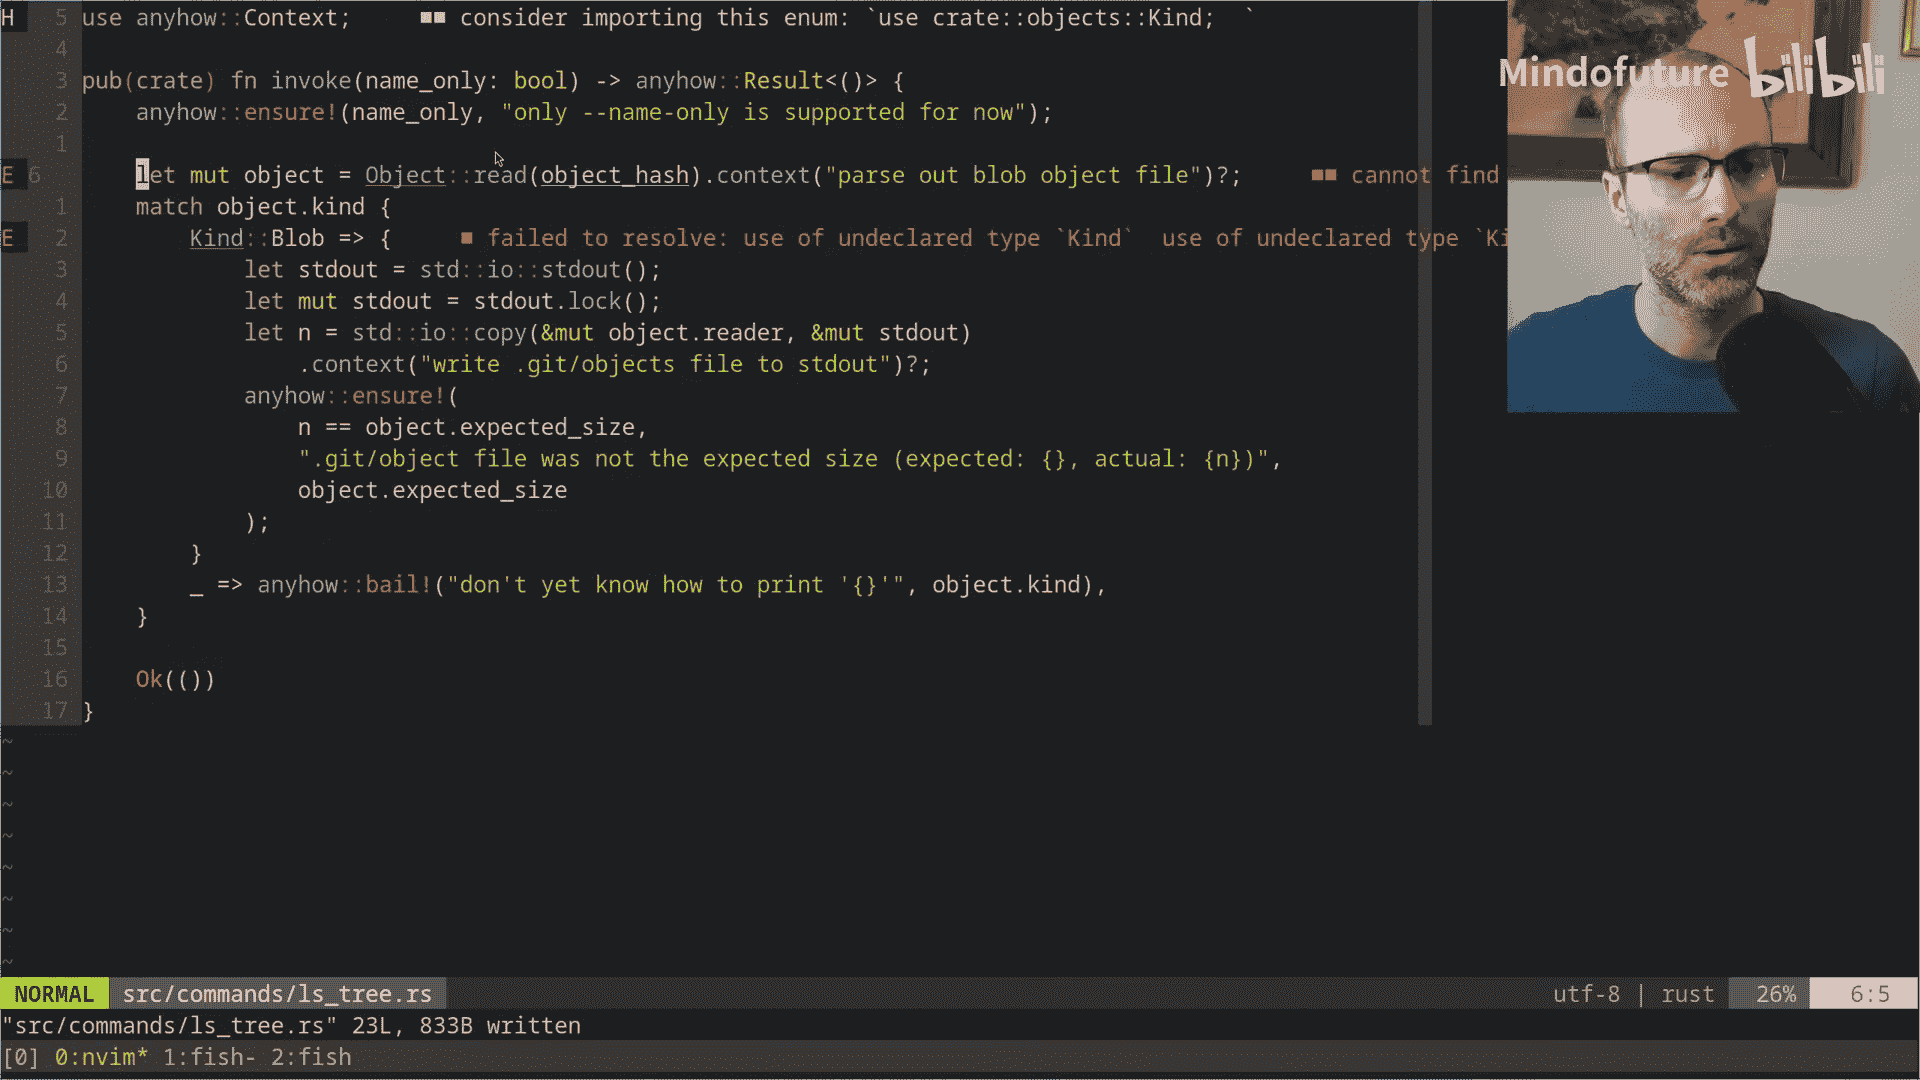 H 5 use anyhow::Context; ■■ consider importing this enum: `use crate::objects::Kind; `
4
3 pub(crate) fn invoke(name_only: bool) -> anyhow::Result<()> {
2 anyhow::ensure!(name_only, "only --name-only is supported for now");
1
E 6 let mut object = Object::read(object_hash).context("parse out blob object file")?; ■■ cannot find
1 match object.kind {
E 2 Kind::Blob => { ■ failed to resolve: use of undeclared type `Kind` use of undeclared type `Ki
3 let stdout = std::io::stdout();
4 let mut stdout = stdout.lock();
5 let n = std::io::copy(&mut object.reader, &mut stdout)
6 .context("write .git/objects file to stdout")?;
7 anyhow::ensure!(
8 n == object.expected_size,
9 ".git/object file was not the expected size (expected: {}, actual: {n})",
10 object.expected_size
11 );
12 }
13 _ => anyhow::bail!("don't yet know how to print '{}'", object.kind),
14 }
15
16 Ok(())
17 }
~
~
~
~
~
~
~
~
NORMAL src/commands/ls_tree.rs utf-8 | rust 26% 6:5
"src/commands/ls_tree.rs" 23L, 833B written
[0] 0:nvim* 1:fish- 2:fish
Mindofuture bilibili